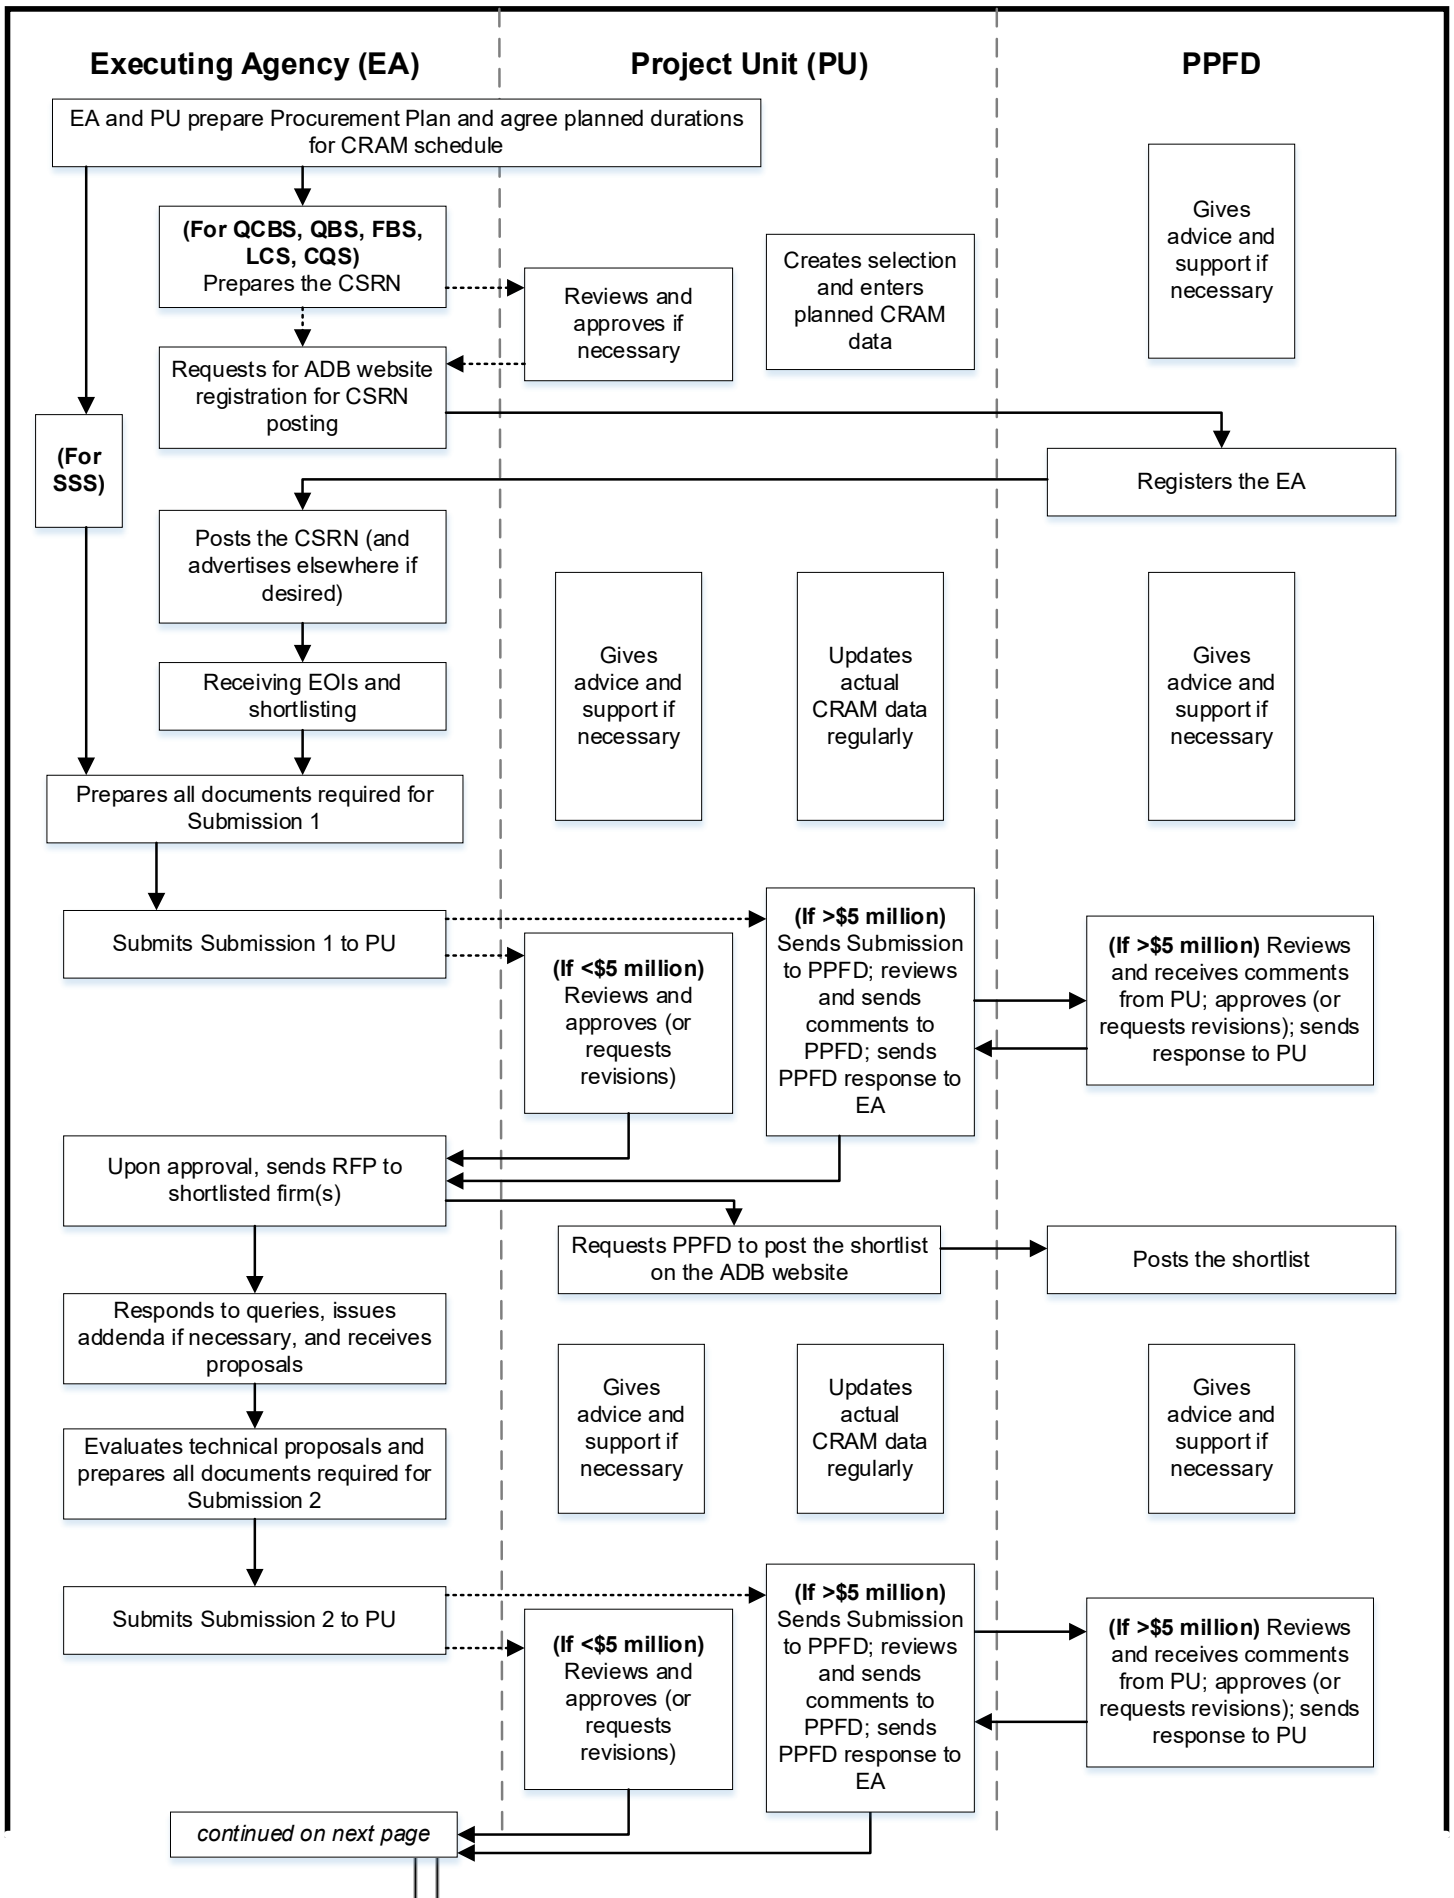 Executing Agency (EA)
Project Unit (PU)
PPFD
EA and PU prepare Procurement Plan and agree planned durations
for CRAM schedule
(For QCBS, QBS, FBS,
LCS, CQS)
Prepares the CSRN
Reviews and
approves if
necessary
Creates selection
and enters
planned CRAM
data
Gives
advice and
support if
necessary
Requests for ADB website
registration for CSRN
posting
(For
SSS)
Registers the EA
Posts the CSRN (and
advertises elsewhere if
desired)
Receiving EOIs and
shortlisting
Gives
advice and
support if
necessary
Updates
actual
CRAM data
regularly
Gives
advice and
support if
necessary
Prepares all documents required for
Submission 1
Submits Submission 1 to PU
(If <$5 million)
Reviews and
approves (or
requests
revisions)
(If >$5 million)
Sends Submission
to PPFD; reviews
and sends
comments to
PPFD; sends
PPFD response to
EA
(If >$5 million) Reviews
and receives comments
from PU; approves (or
requests revisions); sends
response to PU
Upon approval, sends RFP to
shortlisted firm(s)
Requests PPFD to post the shortlist
on the ADB website
Posts the shortlist
Responds to queries, issues
addenda if necessary, and receives
proposals
Evaluates technical proposals and
prepares all documents required for
Submission 2
Gives
advice and
support if
necessary
Updates
actual
CRAM data
regularly
Gives
advice and
support if
necessary
Submits Submission 2 to PU
(If <$5 million)
Reviews and
approves (or
requests
revisions)
(If >$5 million)
Sends Submission
to PPFD; reviews
and sends
comments to
PPFD; sends
PPFD response to
EA
(If >$5 million) Reviews
and receives comments
from PU; approves (or
requests revisions); sends
response to PU
continued on next page